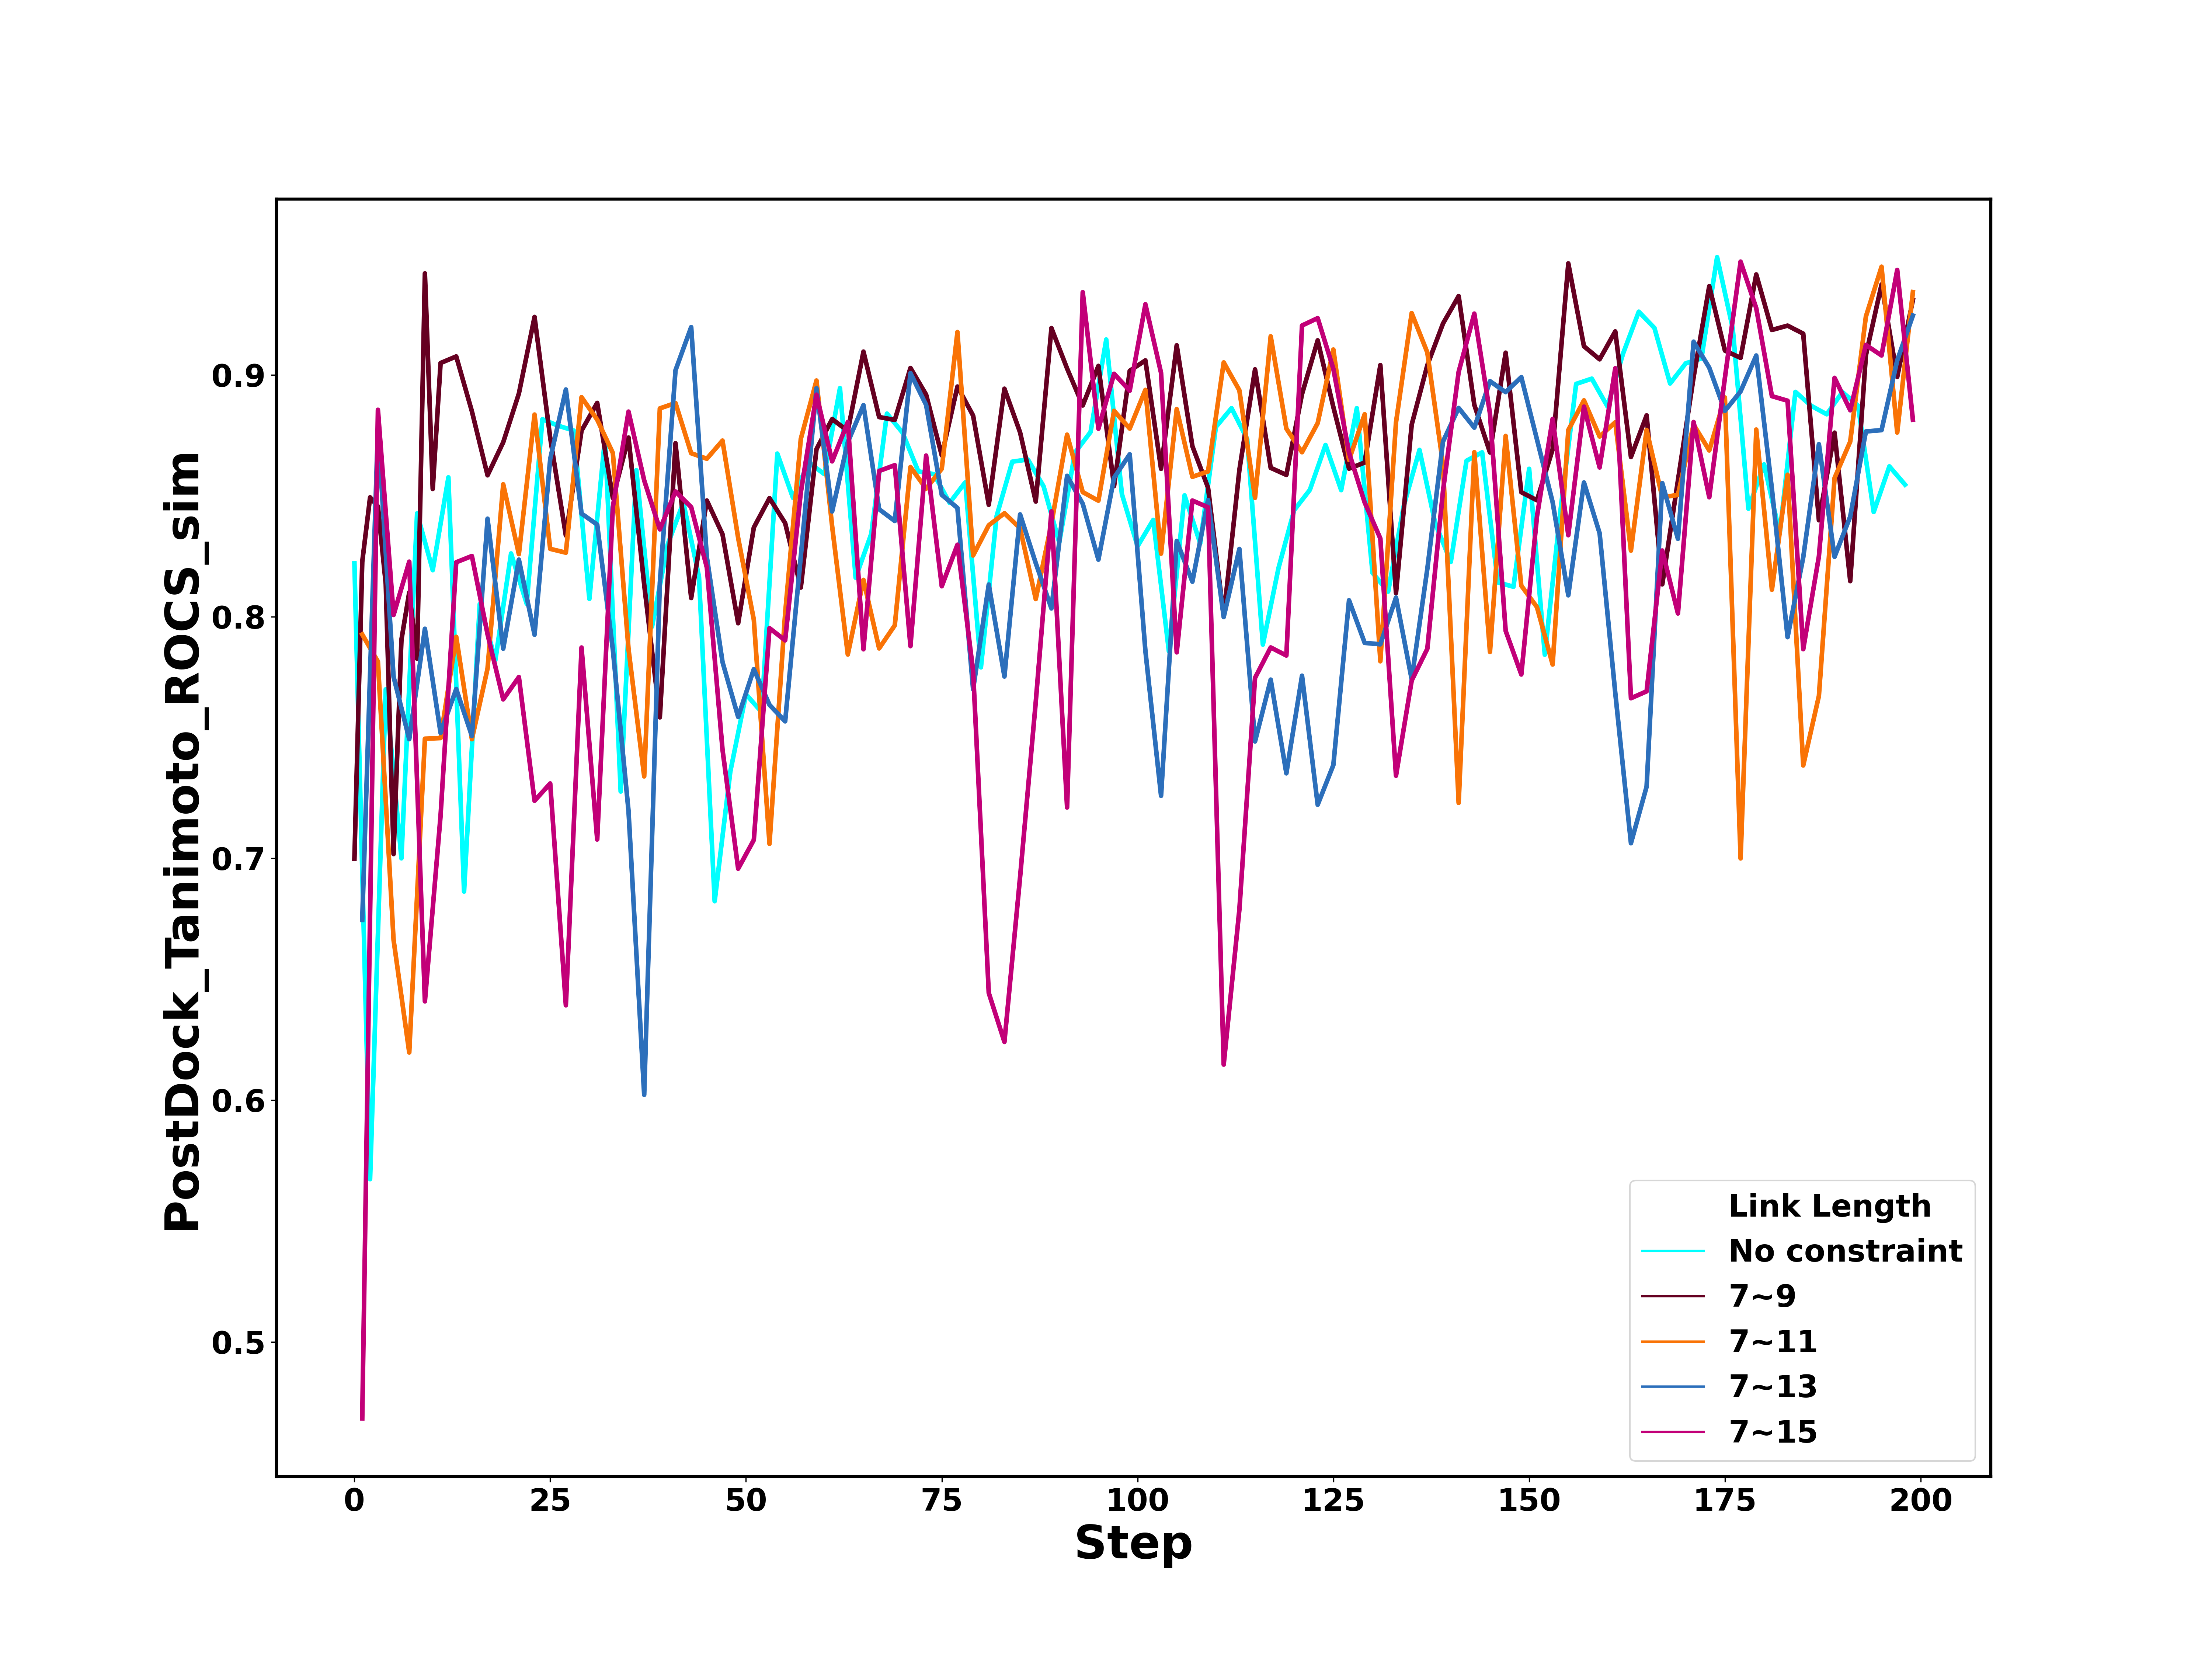 PostDock_Tanimoto_ROCS_sim
0.9
0.8
0.7
0.6
0.5
0 25 50 75 100 125 150 175 200
Step
Link Length
No constraint
7~9
7~11
7~13
7~15